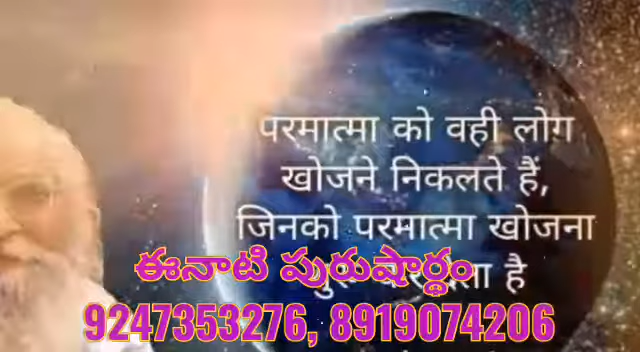 परमात्मा को वही लोग
खोजने निकलते हैं,
जिनको परमात्मा खोजना
ఈనాటి పురుషార్థం
है
9247353276, 8919074206